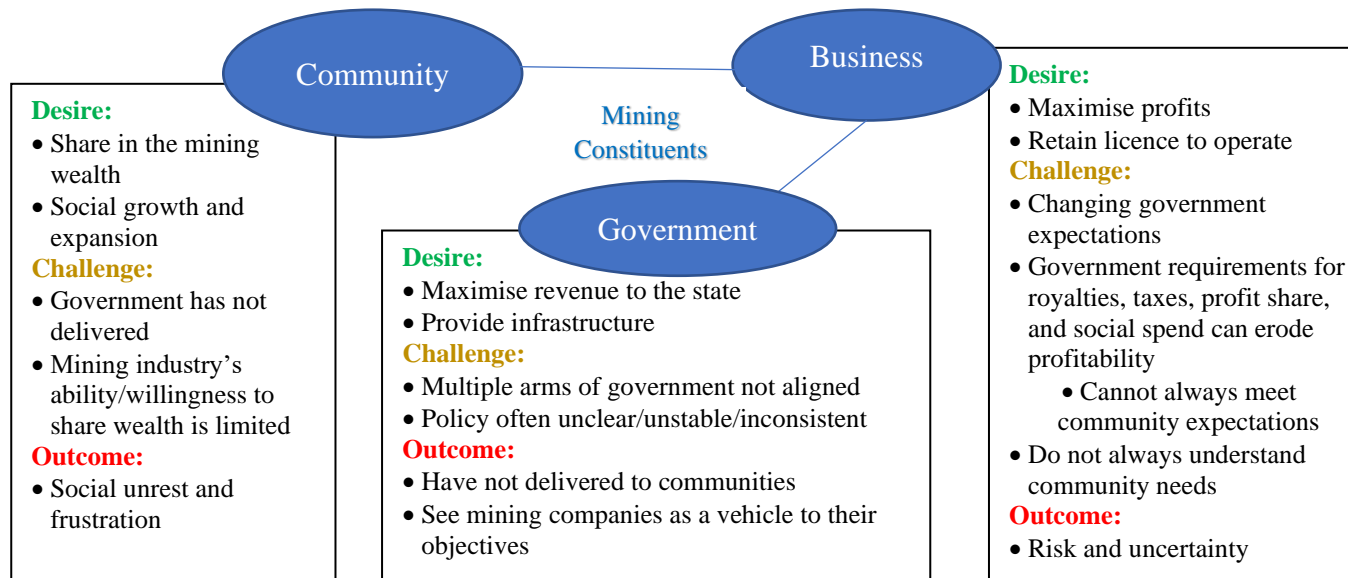 Community
Business
Mining
Constituents
Government
Desire:
• Share in the mining
wealth
• Social growth and
expansion
Challenge:
• Government has not
delivered
• Mining industry’s
ability/willingness to
share wealth is limited
Outcome:
• Social unrest and
frustration
Desire:
• Maximise revenue to the state
• Provide infrastructure
Challenge:
• Multiple arms of government not aligned
• Policy often unclear/unstable/inconsistent
Outcome:
• Have not delivered to communities
• See mining companies as a vehicle to their
objectives
Desire:
• Maximise profits
• Retain licence to operate
Challenge:
• Changing government
expectations
• Government requirements for
royalties, taxes, profit share,
and social spend can erode
profitability
• Cannot always meet
community expectations
• Do not always understand
community needs
Outcome:
• Risk and uncertainty